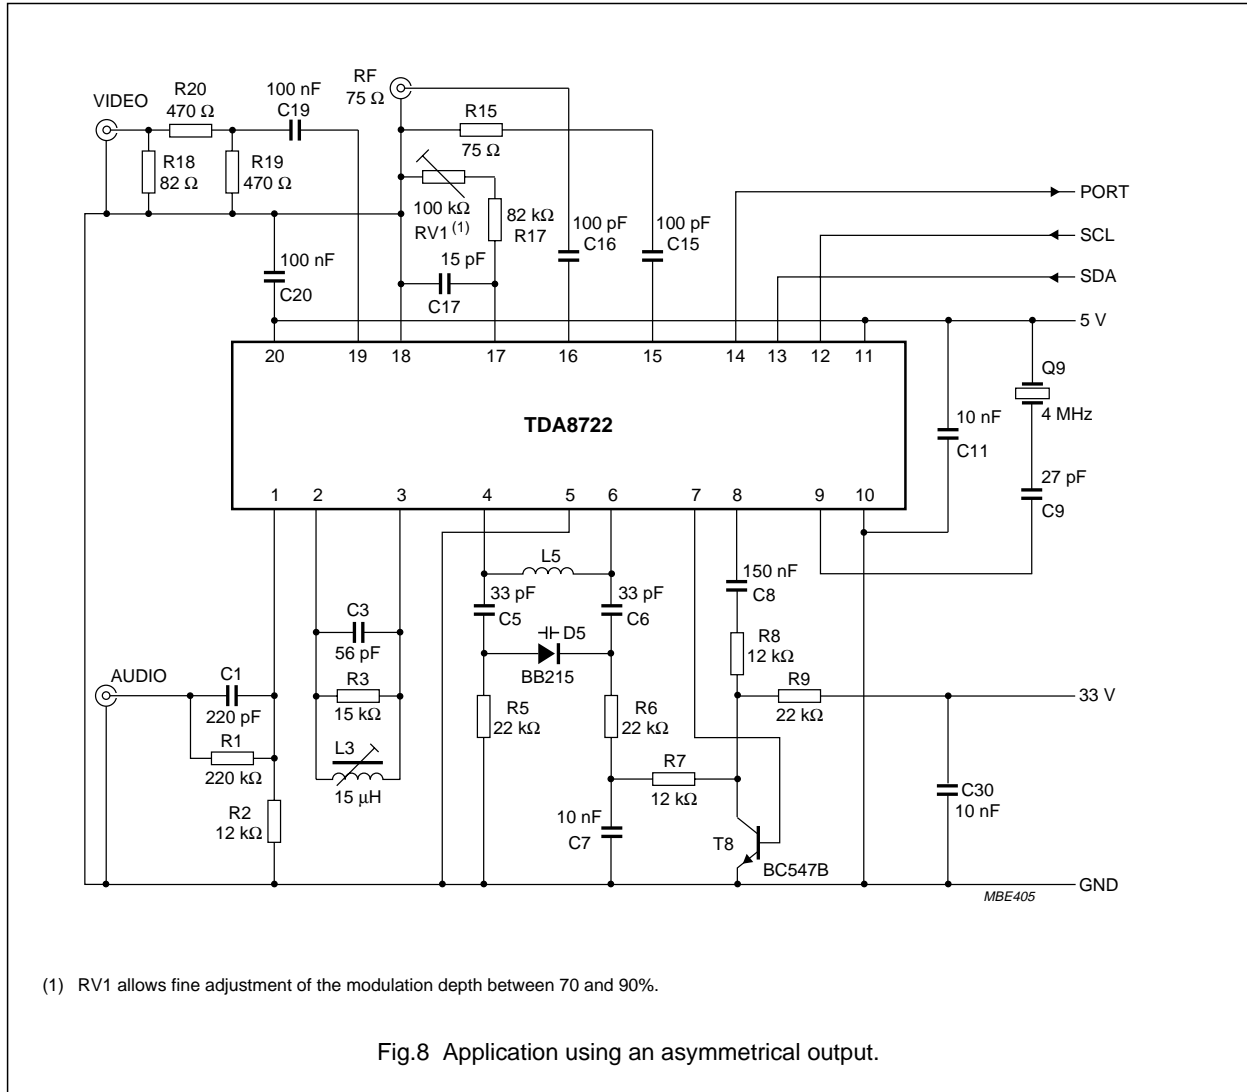 VIDEO
R20
470 Ω
100 nF
C19
RF
75 Ω
R15
75 Ω
R18
82 Ω
R19
470 Ω
100 kΩ
RV1 (1)
82 kΩ
R17
100 pF
C16
100 pF
C15
PORT
SCL
SDA
5 V
100 nF
C20
15 pF
C17
20 19 18 17 16 15 14 13 12 11
TDA8722
1 2 3 4 5 6 7 8 9 10
Q9
4 MHz
10 nF
C11
27 pF
C9
L5
33 pF
C5
33 pF
C6
150 nF
C8
C3
56 pF
D5
BB215
R8
12 kΩ
AUDIO
C1
220 pF
R3
15 kΩ
R5
22 kΩ
R6
22 kΩ
R9
22 kΩ
33 V
R1
220 kΩ
L3
15 µH
R7
12 kΩ
R2
12 kΩ
10 nF
C7
T8
BC547B
C30
10 nF
GND
MBE405
(1) RV1 allows fine adjustment of the modulation depth between 70 and 90%.
Fig.8 Application using an asymmetrical output.